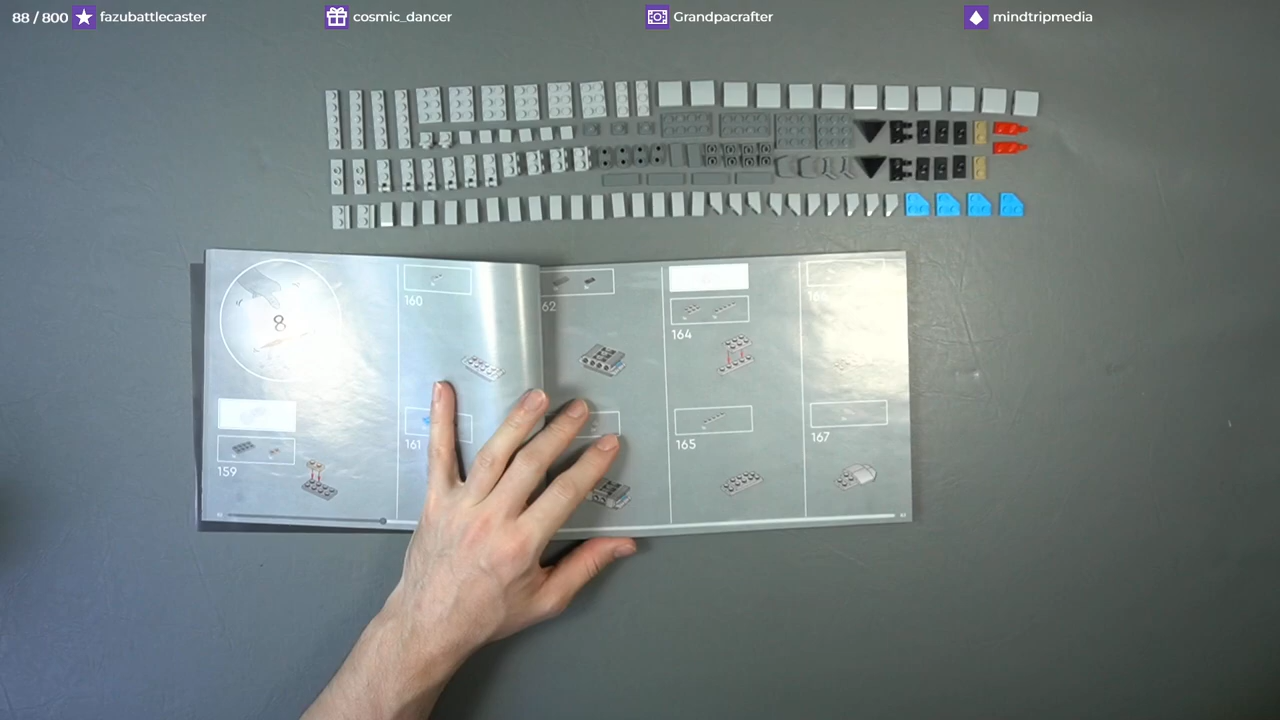 88 / 800
fazubattlecaster
cosmic_dancer
Grandpacrafter
mindtripmedia
8
159
160
161
62
164
165
167